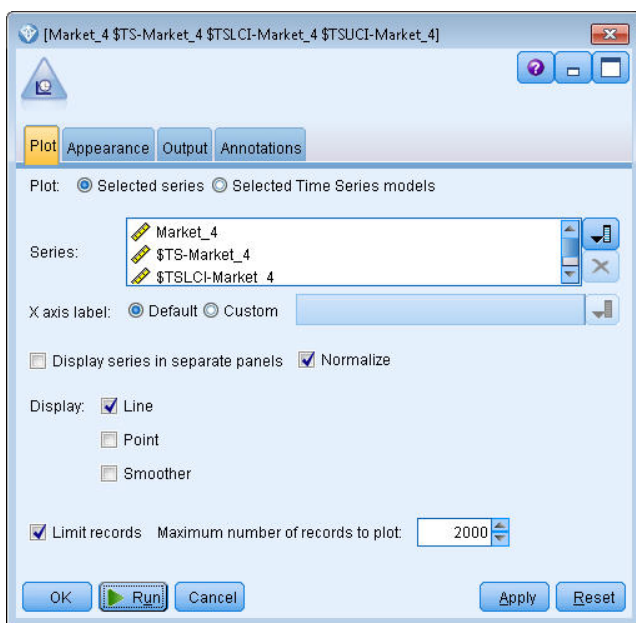 [Market_4 $TS-Market_4 $TSLCI-Market_4 $TSUCI-Market_4]
Plot Appearance Output Annotations
Plot: Selected series Selected Time Series models
Series:
Market_4
$TS-Market_4
$TSLCI-Market_4
X axis label: Default Custom
Display series in separate panels Normalize
Display: Line
Point
Smoother
Limit records Maximum number of records to plot: 2000
OK Run Cancel Apply Reset